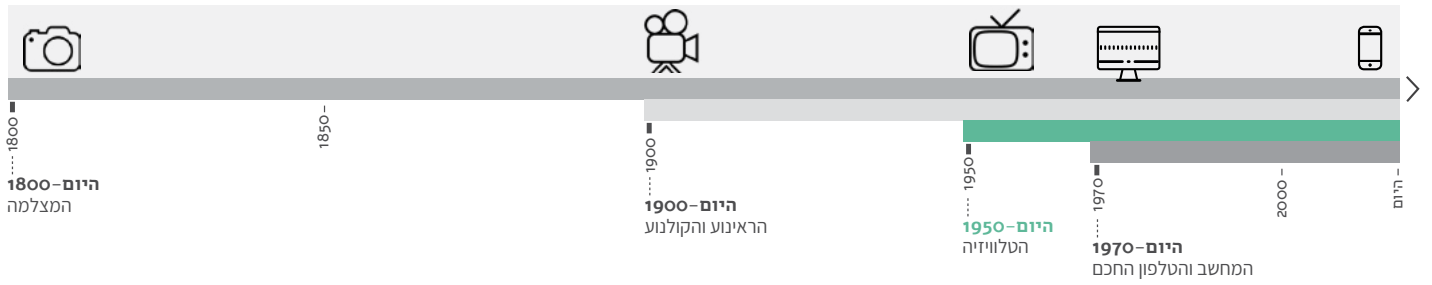 1800
1850
1900
1950
1970
2000
היום
1800-היום
המצלמה
1900-היום
הראינוע והקולנוע
1950-היום
הטלוויזיה
1970-היום
המחשב והטלפון החכם